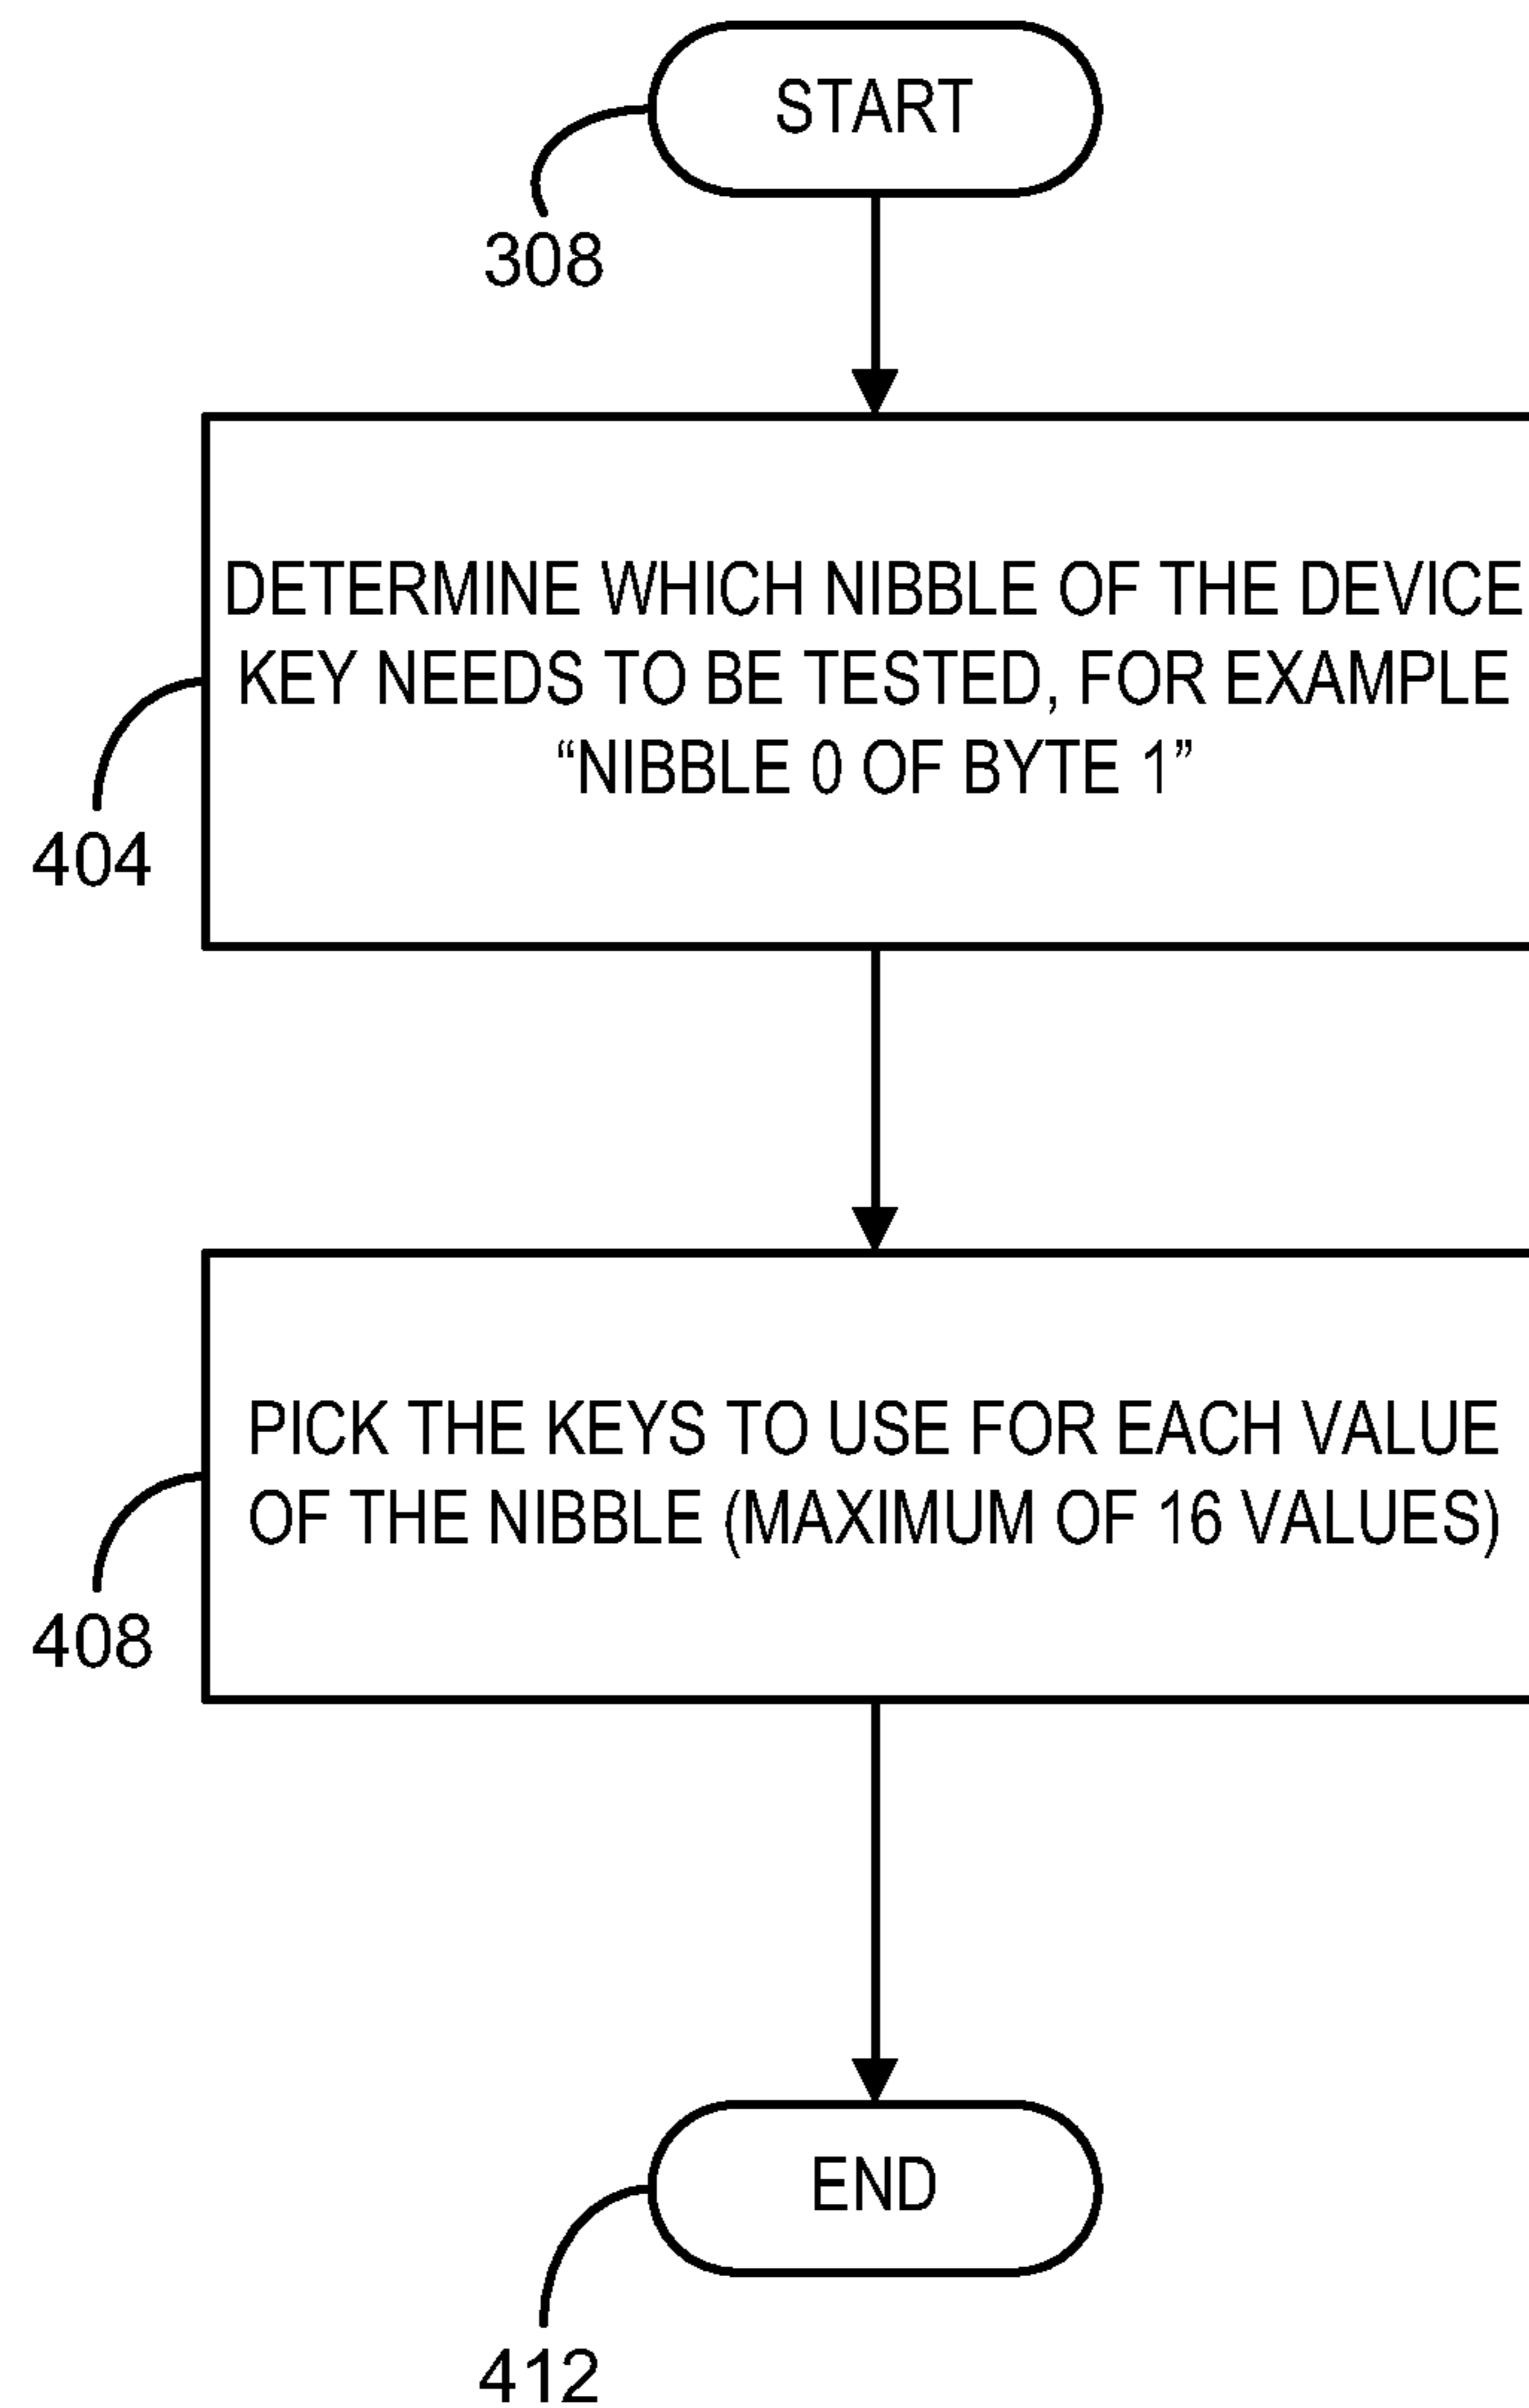 START
308
DETERMINE WHICH NIBBLE OF THE DEVICE
KEY NEEDS TO BE TESTED, FOR EXAMPLE
“NIBBLE 0 OF BYTE 1”
404
PICK THE KEYS TO USE FOR EACH VALUE
OF THE NIBBLE (MAXIMUM OF 16 VALUES)
408
END
412